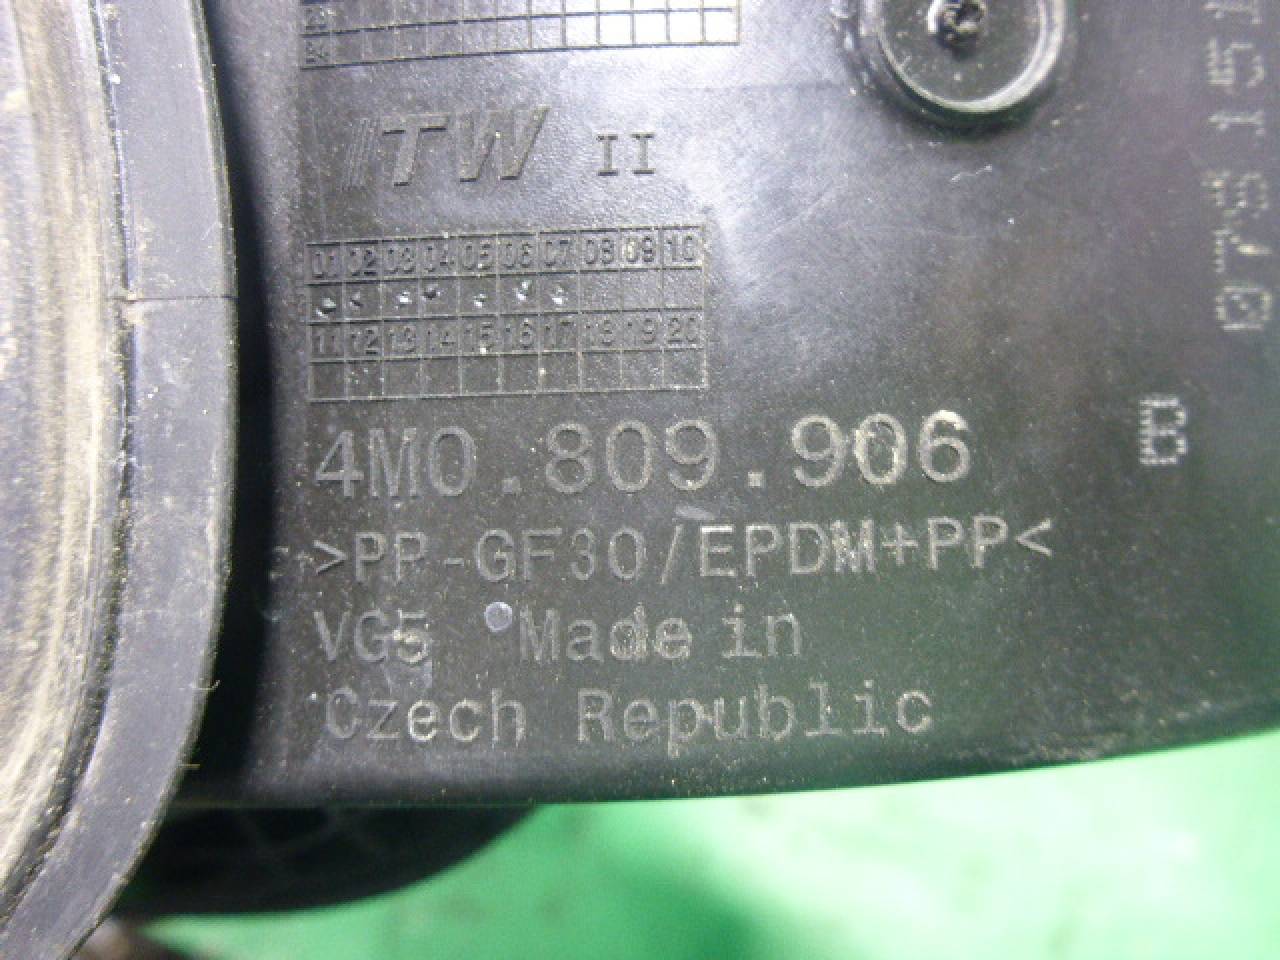 ITW II
01 02 03 04 05 06 07 08 09 10
11 12 13 14 15 16 17 18 19 20
4M0.809.906
>PP-GF30/EPDM+PP<
VG5 Made in
Czech Republic
B